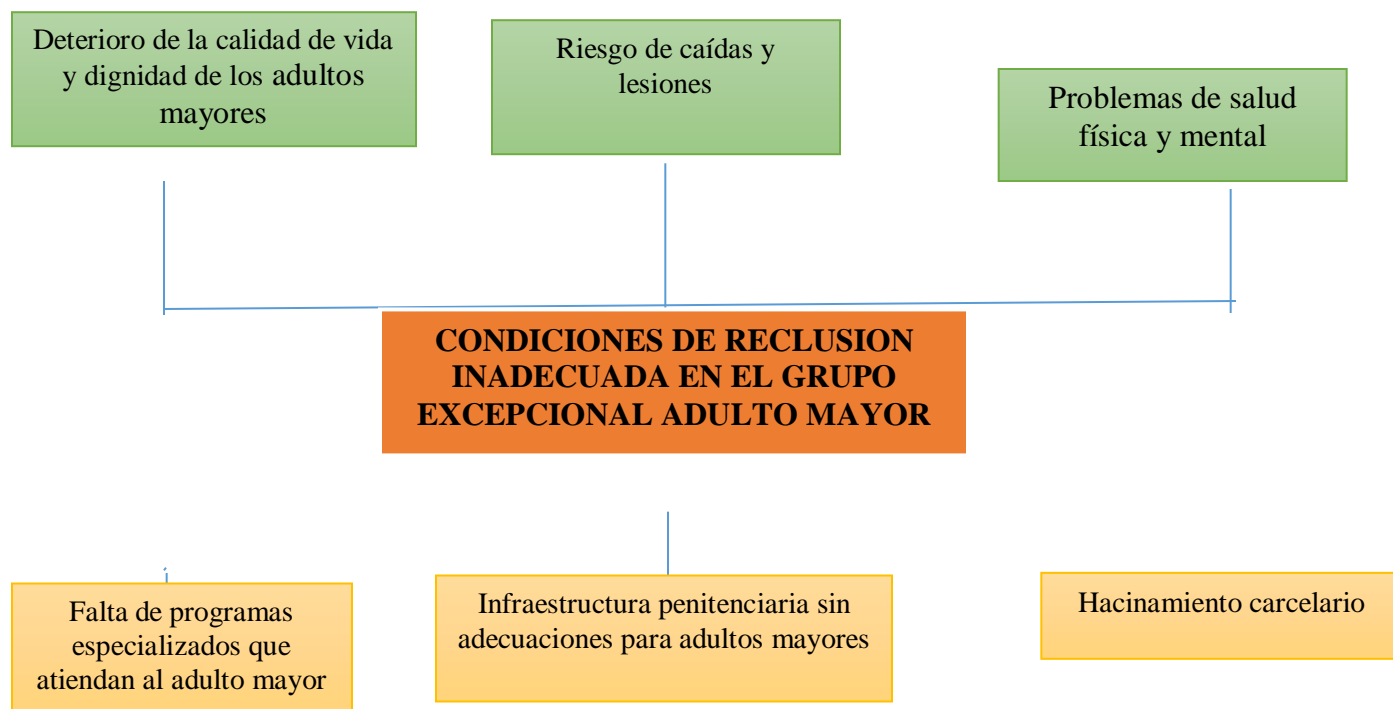 Deterioro de la calidad de vida
y dignidad de los adultos
mayores
Riesgo de caídas y
lesiones
Problemas de salud
física y mental
CONDICIONES DE RECLUSION
INADECUADA EN EL GRUPO
EXCEPCIONAL ADULTO MAYOR
Falta de programas
especializados que
atiendan al adulto mayor
Infraestructura penitenciaria sin
adecuaciones para adultos mayores
Hacinamiento carcelario